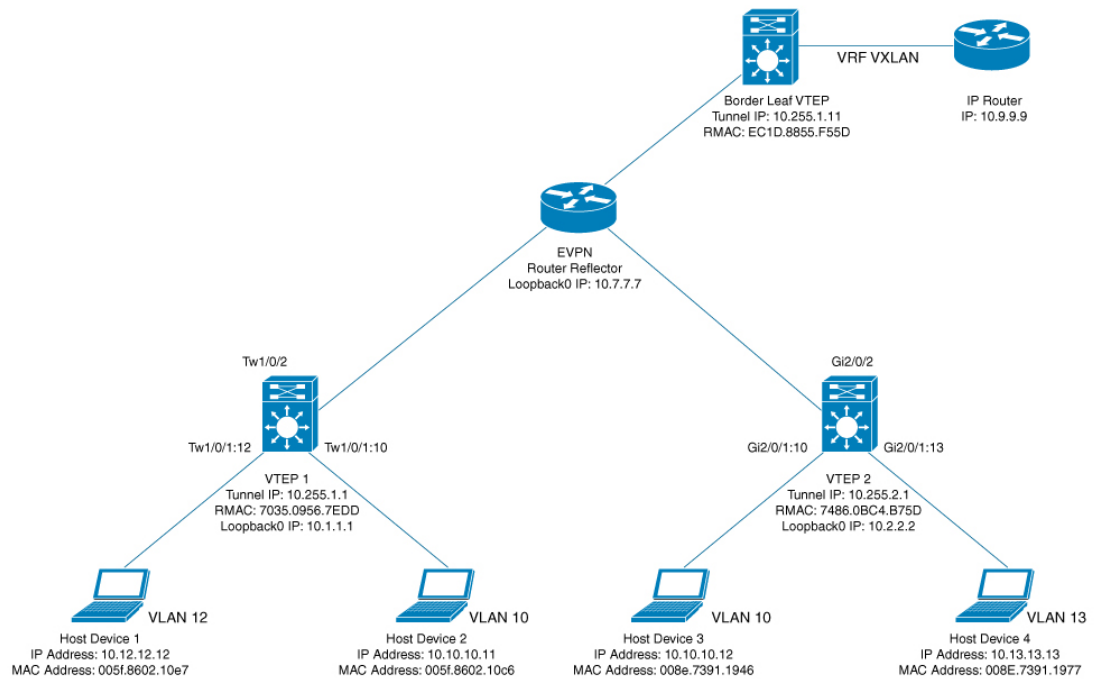 VRF VXLAN
Border Leaf VTEP
Tunnel IP: 10.255.1.11
RMAC: EC1D.8855.F55D
IP Router
IP: 10.9.9.9
EVPN
Router Reflector
Loopback0 IP: 10.7.7.7
Tw1/0/2
Gi2/0/2
Tw1/0/1:12
Tw1/0/1:10
Gi2/0/1:10
Gi2/0/1:13
VTEP 1
Tunnel IP: 10.255.1.1
RMAC: 7035.0956.7EDD
Loopback0 IP: 10.1.1.1
VTEP 2
Tunnel IP: 10.255.2.1
RMAC: 7486.0BC4.B75D
Loopback0 IP: 10.2.2.2
VLAN 12
VLAN 10
VLAN 10
VLAN 13
Host Device 1
IP Address: 10.12.12.12
MAC Address: 005f.8602.10e7
Host Device 2
IP Address: 10.10.10.11
MAC Address: 005f.8602.10c6
Host Device 3
IP Address: 10.10.10.12
MAC Address: 008e.7391.1946
Host Device 4
IP Address: 10.13.13.13
MAC Address: 008E.7391.1977